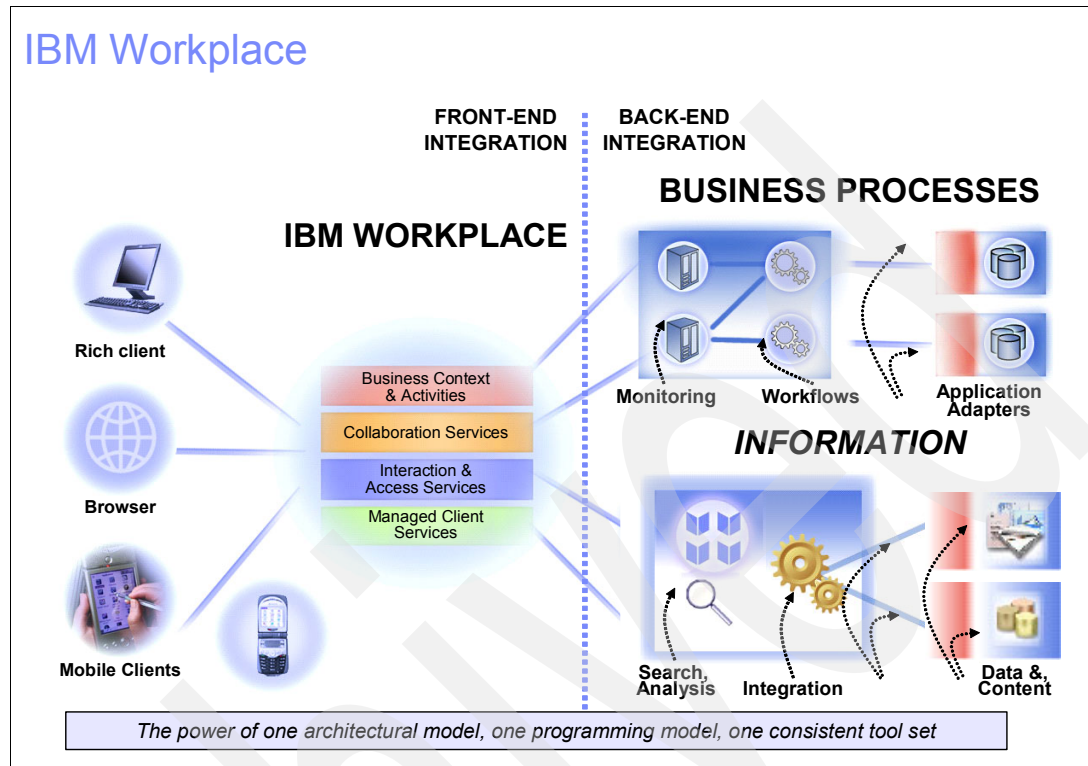 IBM Workplace
FRONT-END
INTEGRATION
BACK-END
INTEGRATION
BUSINESS PROCESSES
IBM WORKPLACE
Rich client
Browser
Mobile Clients
Business Context
& Activities
Collaboration Services
Interaction &
Access Services
Managed Client
Services
Monitoring
Workflows
Application
Adapters
INFORMATION
Search,
Analysis
Integration
Data &,
Content
The power of one architectural model, one programming model, one consistent tool set